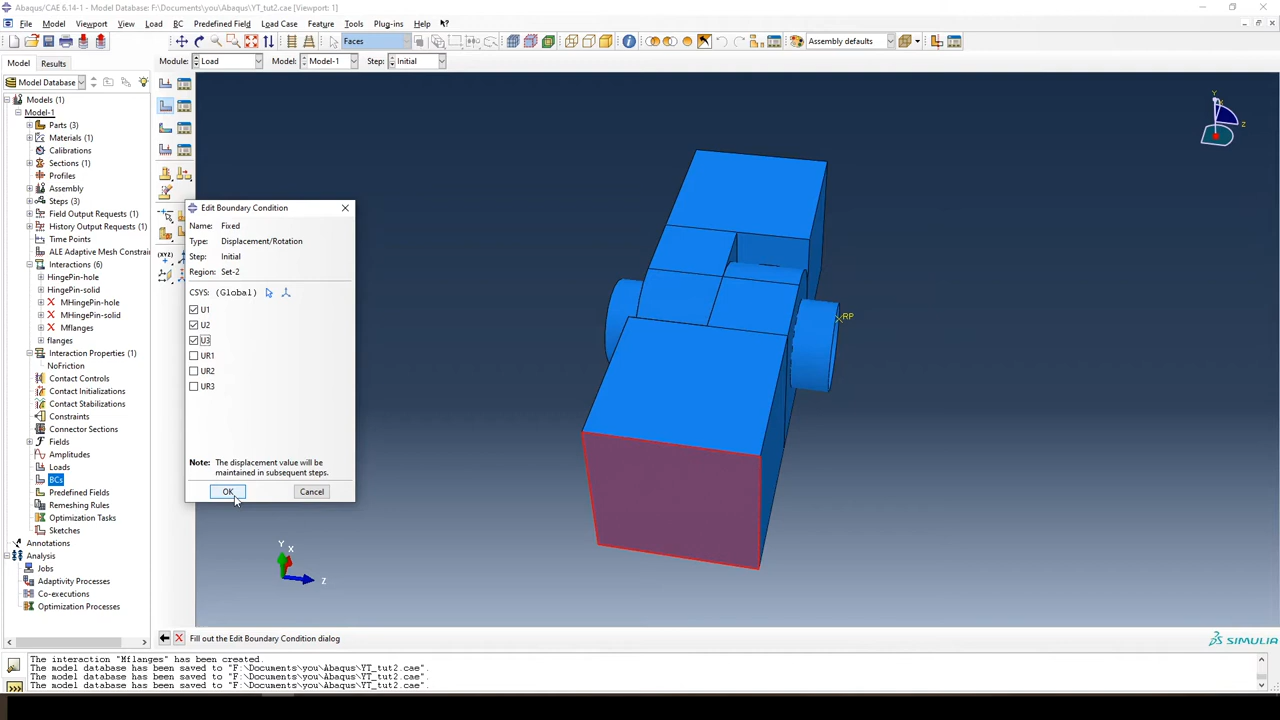 Abaqus/CAE 6.14-1 - Model Database: F:\Documents\you\Abaqus\YT_tut2.cae [Viewport: 1]
File Model Viewport View Load BC Predefined Field Load Case Feature Tools Plug-ins Help
Faces
Assembly defaults
Model Results
Module: Load Model: Model-1 Step: Initial
Model Database
Models (1)
Model-1
Parts (3)
Materials (1)
Calibrations
Sections (1)
Profiles
Assembly
Steps (3)
Field Output Requests (1)
History Output Requests (1)
Time Points
ALE Adaptive Mesh Constrai
Interactions (6)
HingePin-hole
HingePin-solid
MHingePin-hole
MHingePin-solid
Mflanges
flanges
Interaction Properties (1)
NoFriction
Contact Controls
Contact Initializations
Contact Stabilizations
Constraints
Connector Sections
Fields
Amplitudes
Loads
BCs
Predefined Fields
Remeshing Rules
Optimization Tasks
Sketches
Annotations
Analysis
Jobs
Adaptivity Processes
Co-executions
Optimization Processes
Edit Boundary Condition
Name: Fixed
Type: Displacement/Rotation
Step: Initial
Region: Set-2
CSYS: (Global)
U1
U2
U3
UR1
UR2
UR3
Note: The displacement value will be
maintained in subsequent steps.
OK Cancel
(XYZ)
RP
Y
X
Z
Y
X
Z
Fill out the Edit Boundary Condition dialog
SIMULIA
The interaction "Mflanges" has been created.
The model database has been saved to "F:\Documents\you\Abaqus\YT_tut2.cae".
The model database has been saved to "F:\Documents\you\Abaqus\YT_tut2.cae".
The model database has been saved to "F:\Documents\you\Abaqus\YT_tut2.cae".
>>>